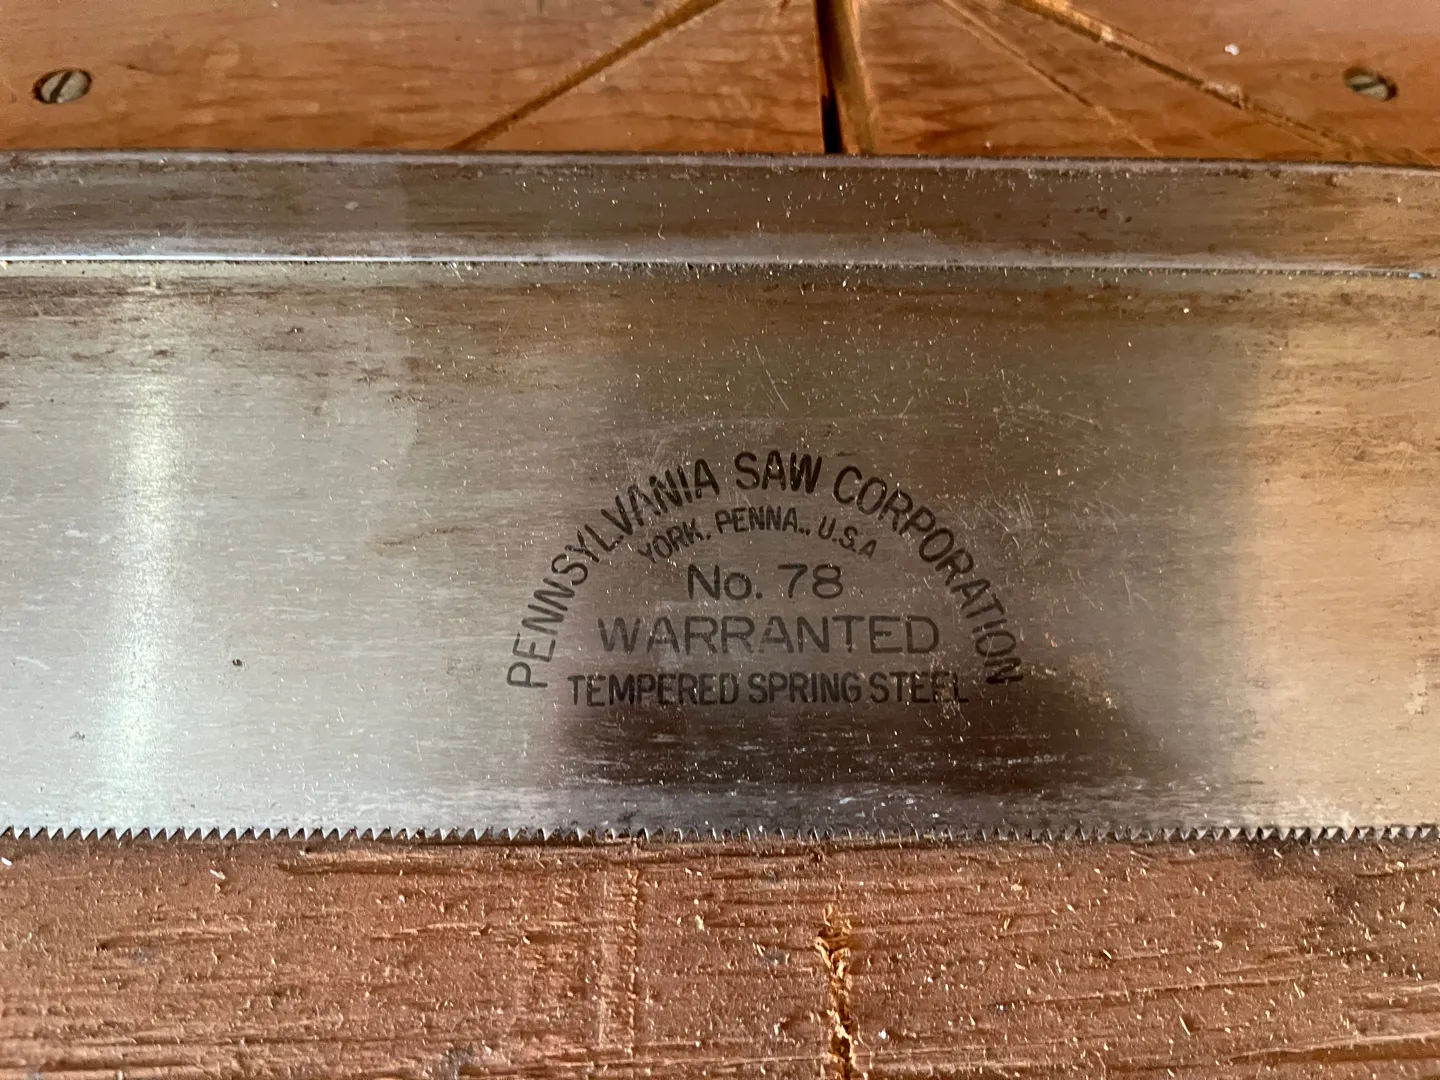 PENNSYLVANIA SAW CORPORATION
YORK, PENNA., U.S.A
No. 78
WARRANTED
TEMPERED SPRING STEEL